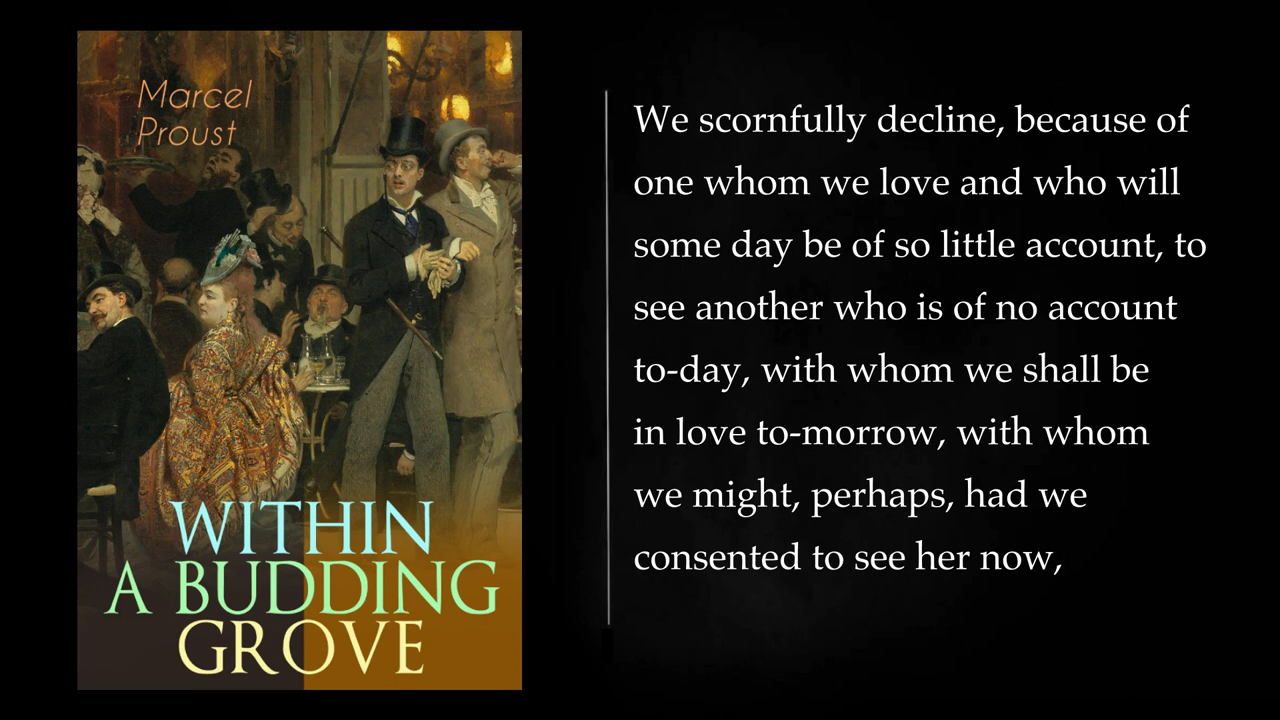 Marcel
Proust
WITHIN
A BUDDING
GROVE
We scornfully decline, because of
one whom we love and who will
some day be of so little account, to
see another who is of no account
to-day, with whom we shall be
in love to-morrow, with whom
we might, perhaps, had we
consented to see her now,